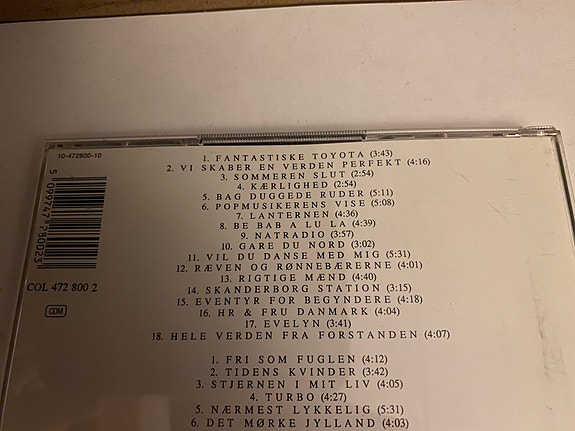 10-472800-10
1. FANTASTISKE TOYOTA (3:43)
2. VI SKABER EN VERDEN PERFEKT (4:16)
3. SOMMEREN SLUT (2:54)
4. KÆRLIGHED (2:54)
5. BAG DUGGEDE RUDER (5:11)
6. POPMUSIKERENS VISE (5:08)
7. LANTERNEN (4:36)
8. BE BAB A LU LA (4:39)
9. NATRADIO (3:57)
10. GARE DU NORD (3:02)
11. VIL DU DANSE MED MIG (5:31)
12. RÆVEN OG RØNNEBÆRERNE (4:01)
13. RIGTIGE MÆND (4:40)
14. SKANDERBORG STATION (3:15)
15. EVENTYR FOR BEGYNDERE (4:18)
16. HR & FRU DANMARK (4:04)
17. EVELYN (3:41)
18. HELE VERDEN FRA FORSTANDEN (4:07)
1. FRI SOM FUGLEN (4:12)
2. TIDENS KVINDER (3:42)
3. STJERNEN I MIT LIV (4:05)
4. TURBO (4:27)
5. NÆRMEST LYKKELIG (5:31)
6. DET MØRKE JYLLAND (4:03)
5 099747 280023
COL 472 800 2